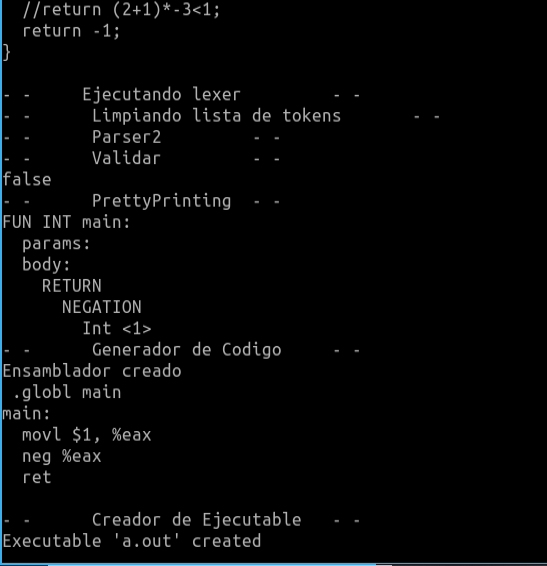 //return (2+1)*-3<1;
return -1;
}
- - Ejecutando lexer - -
- - Limpiando lista de tokens - -
- - Parser2 - -
- - Validar - -
false
- - PrettyPrinting - -
FUN INT main:
params:
body:
RETURN
NEGATION
Int <1>
- - Generador de Codigo - -
Ensamblador creado
.globl main
main:
movl $1, %eax
neg %eax
ret
- - Creador de Ejecutable - -
Executable 'a.out' created